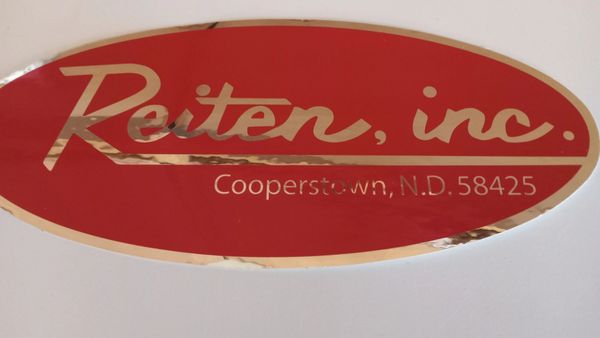 Reiten, inc.
Cooperstown, N.D. 58425